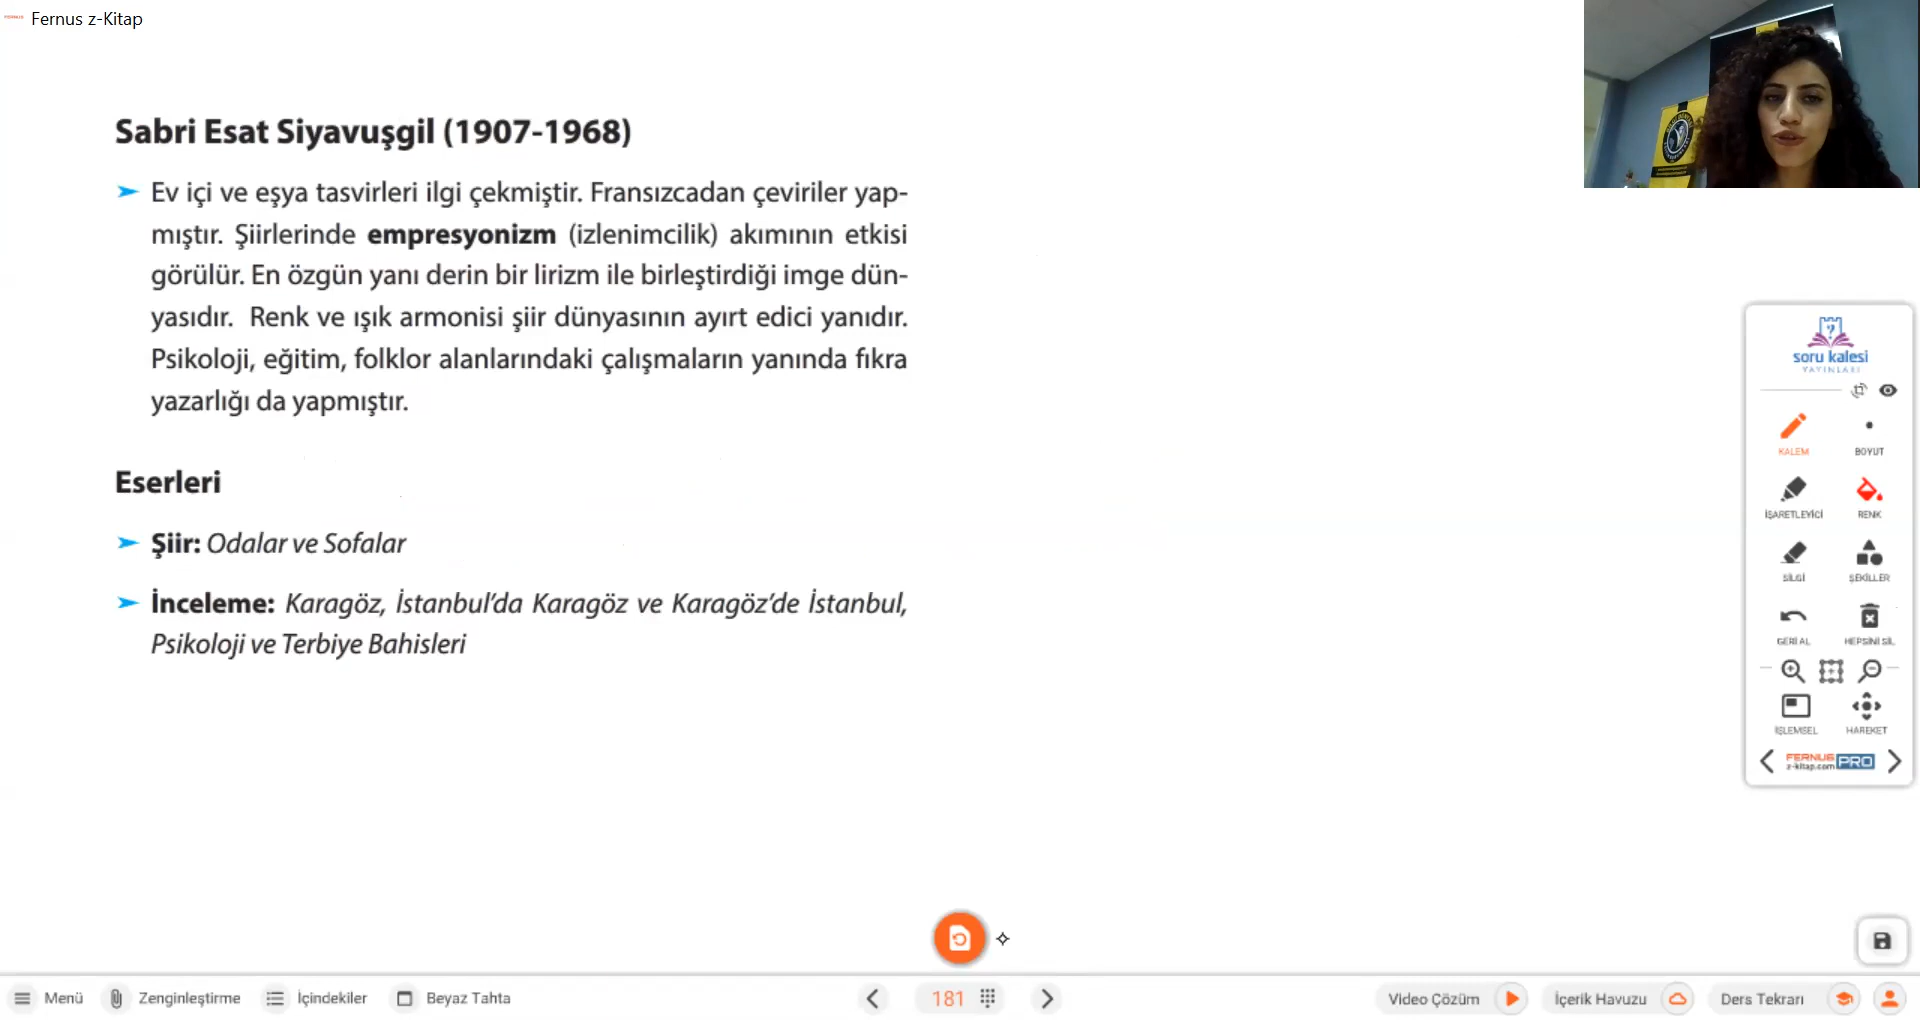 Fernus z-Kitap
Sabri Esat Siyavuşgil (1907-1968)
➤ Ev içi ve eşya tasvirleri ilgi çekmiştir. Fransızcadan çeviriler yap-
mıştır. Şiirlerinde empresyonizm (izlenimcilik) akımının etkisi
görülür. En özgün yanı derin bir lirizm ile birleştirdiği imge dün-
yasıdır. Renk ve ışık armonisi şiir dünyasının ayırt edici yanıdır.
Psikoloji, eğitim, folklor alanlarındaki çalışmaların yanında fıkra
yazarlığı da yapmıştır.
Eserleri
➤ Şiir: Odalar ve Sofalar
➤ İnceleme: Karagöz, İstanbul’da Karagöz ve Karagöz’de İstanbul,
Psikoloji ve Terbiye Bahisleri
soru kalesi
YAYINLARI
KALEM BOYUT
İŞARETLEYİCİ RENK
SİLGİ ŞEKİLLER
GERİ AL HEPSİNİ SİL
İŞLEMSEL HAREKET
FERNUS
z-kitap.com PRO
Menü Zenginleştirme İçindekiler Beyaz Tahta 181 Video Çözüm İçerik Havuzu Ders Tekrarı